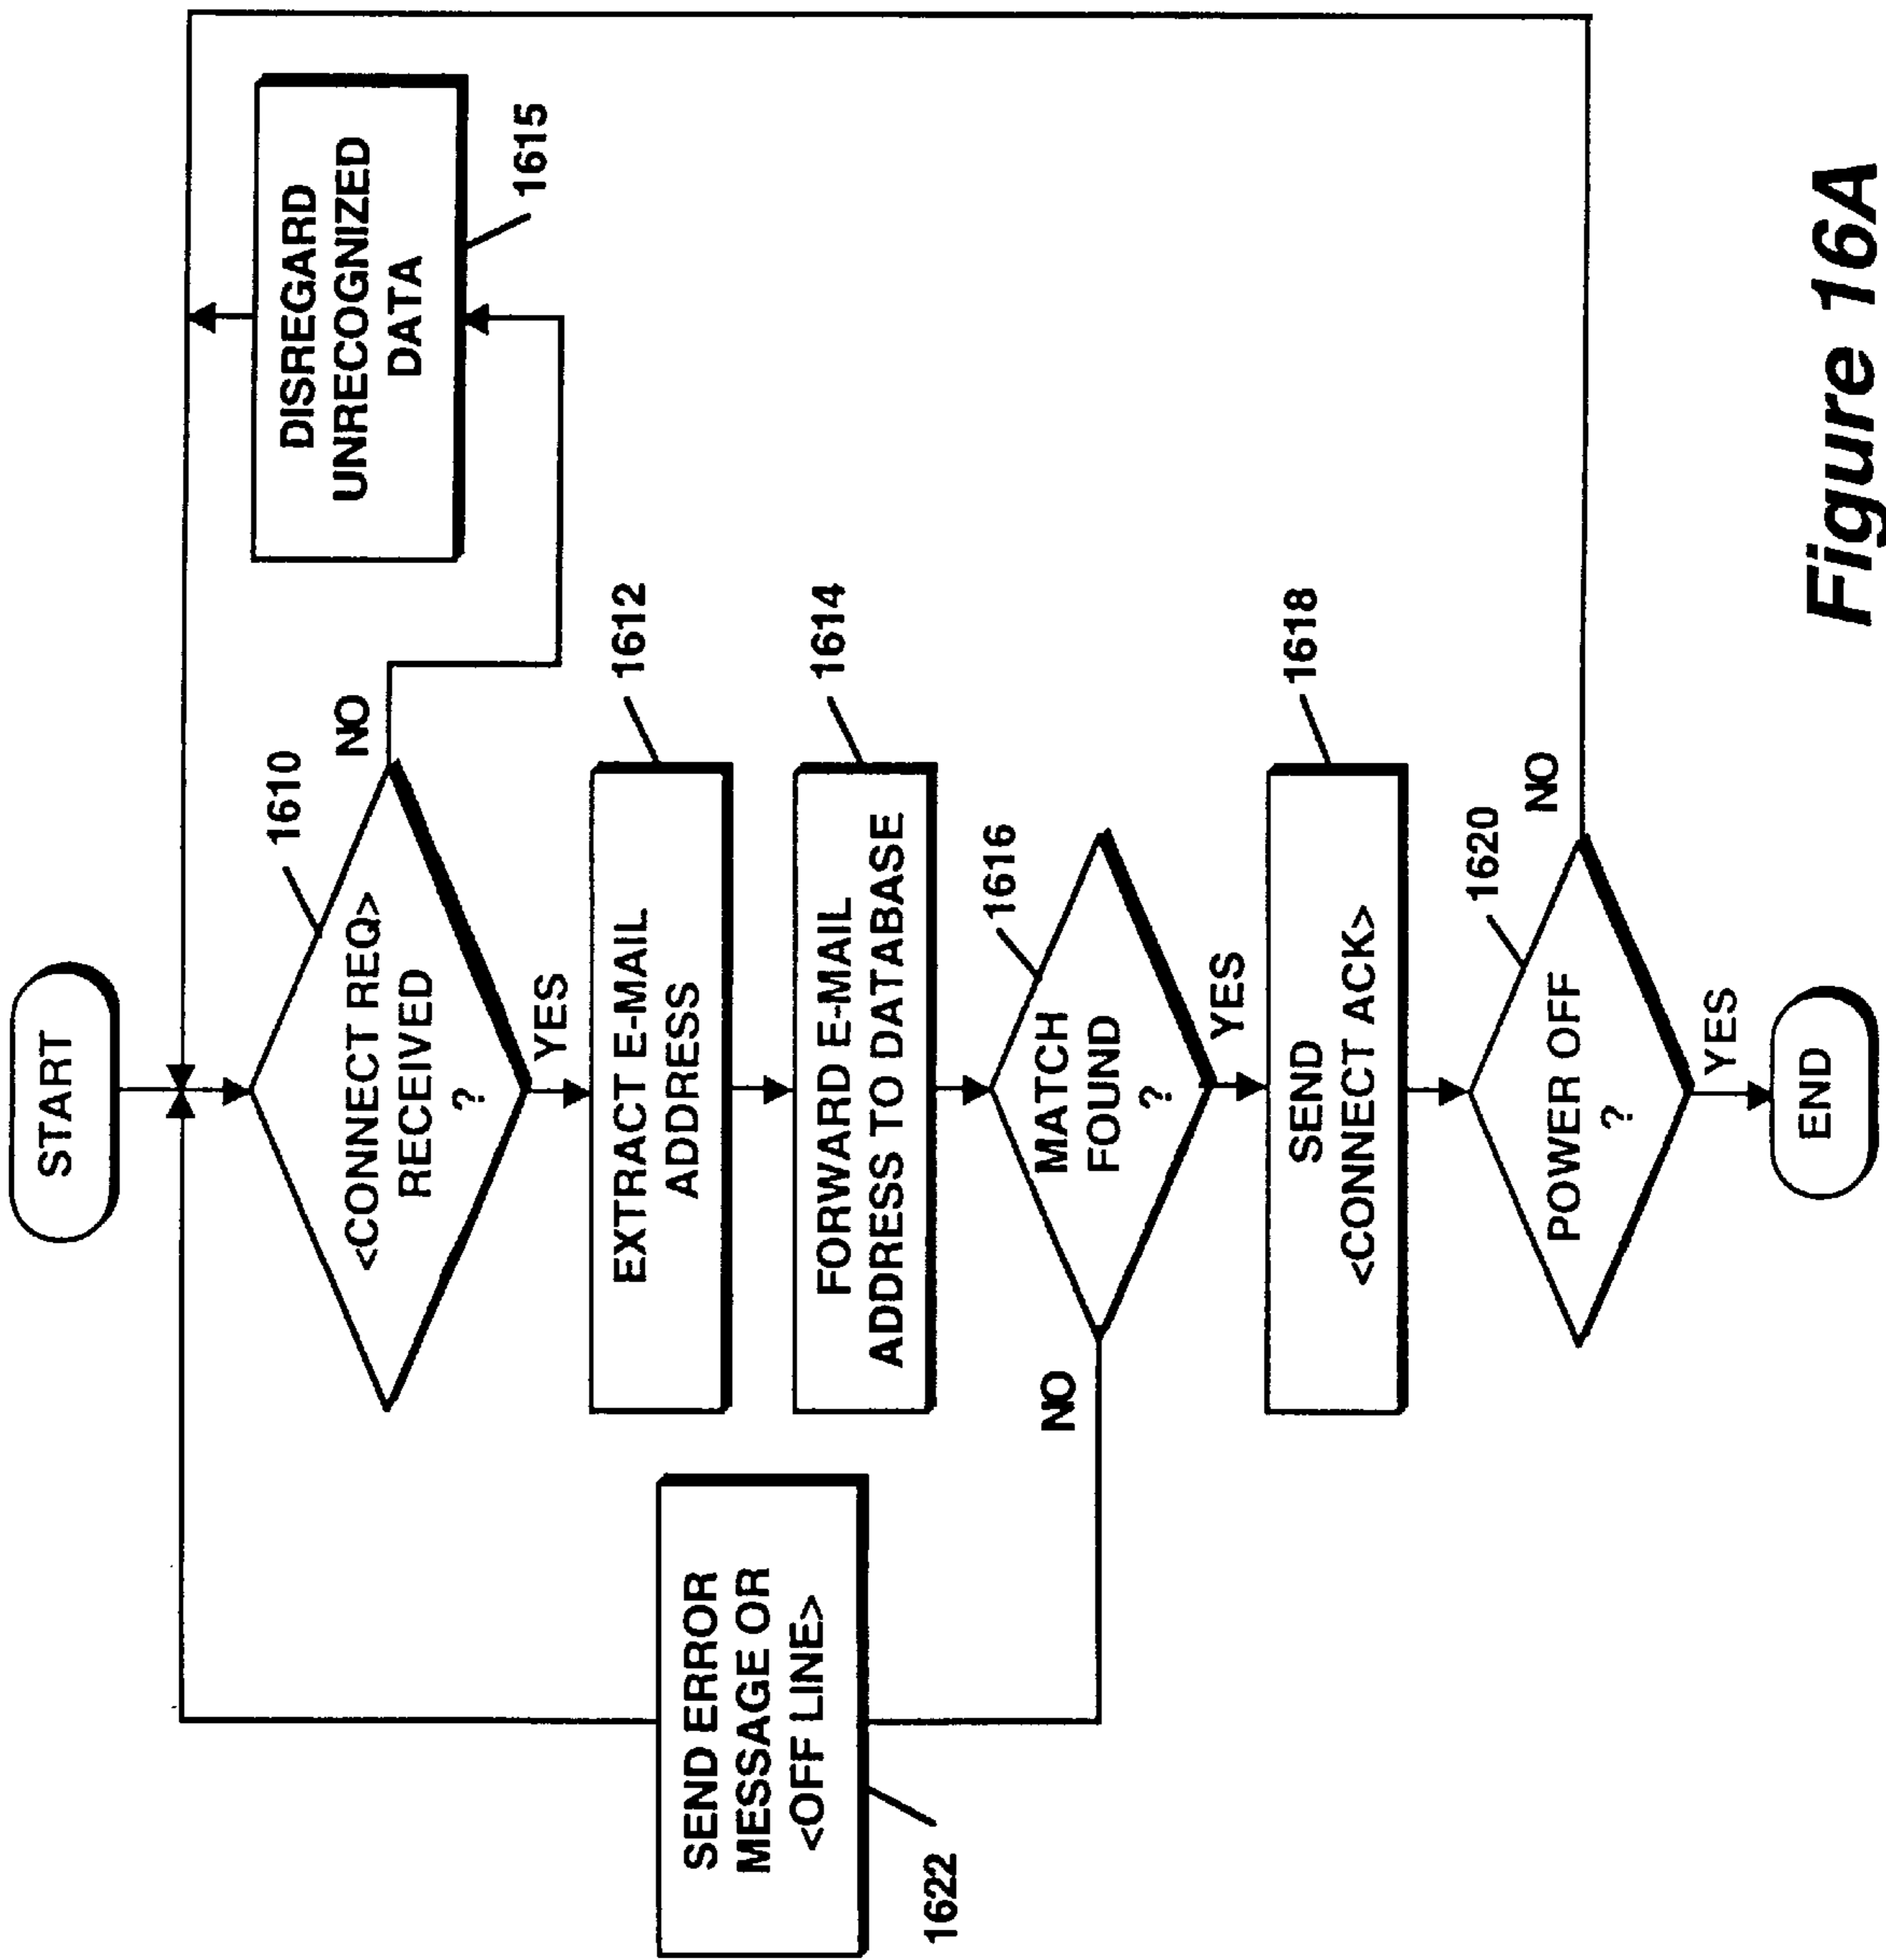 START
<CONNECT REQ>
RECEIVED
?
1610
NO
DISREGARD
UNRECOGNIZED
DATA
1615
YES
EXTRACT E-MAIL
ADDRESS
1612
FORWARD E-MAIL
ADDRESS TO DATABASE
1614
MATCH
FOUND
?
1616
NO
SEND ERROR
MESSAGE OR
<OFF LINE>
1622
YES
SEND
<CONNECT ACK>
1618
POWER OFF
?
1620
NO
YES
END
Figure 16A